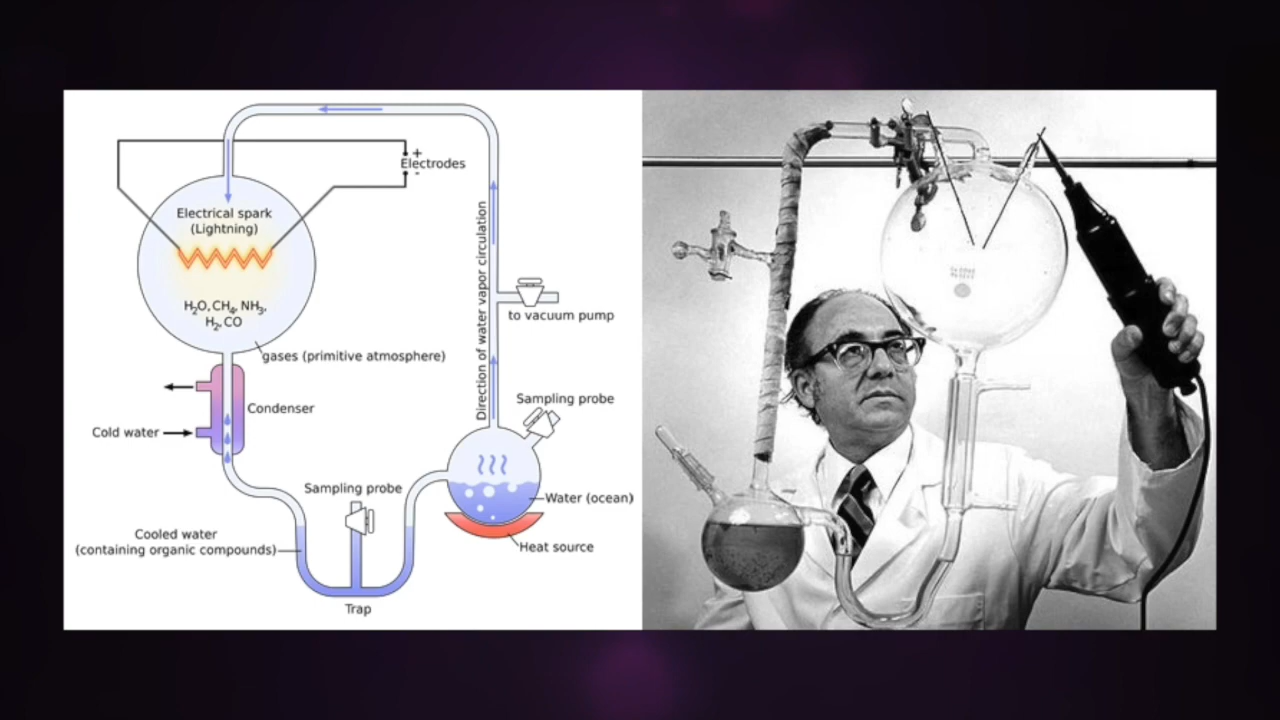 +
Electrodes
-
Electrical spark
(Lightning)
H₂O, CH₄, NH₃,
H₂, CO
gases (primitive atmosphere)
Direction of water vapor circulation
to vacuum pump
Condenser
Cold water
Sampling probe
Sampling probe
Water (ocean)
Cooled water
(containing organic compounds)
Heat source
Trap